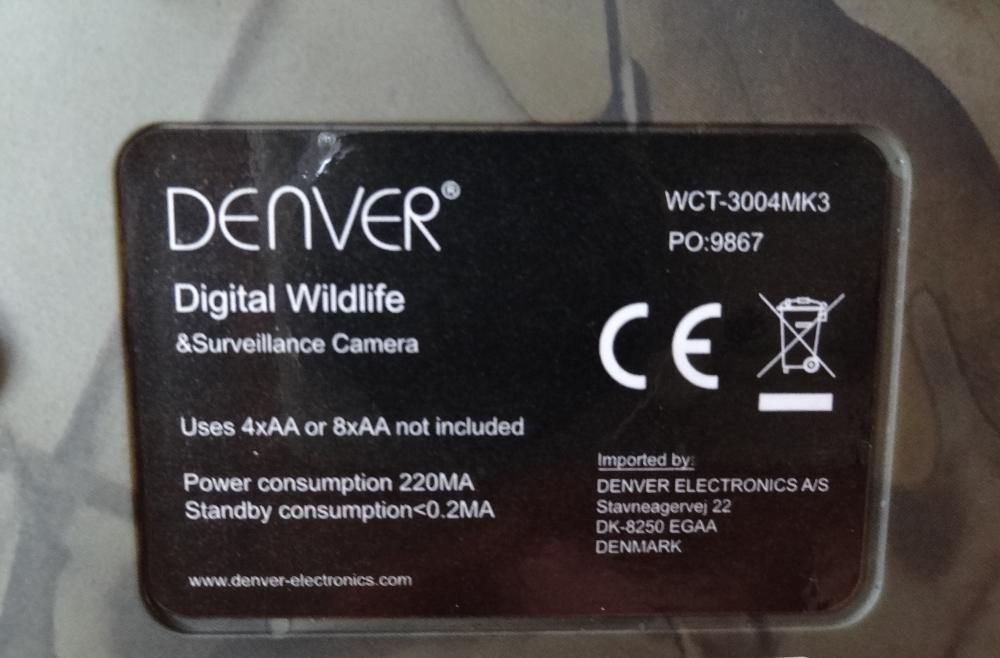 DENVER®
WCT-3004MK3
PO:9867
Digital Wildlife
&Surveillance Camera
CE
Uses 4xAA or 8xAA not included
Power consumption 220MA
Standby consumption<0.2MA
www.denver-electronics.com
Imported by:
DENVER ELECTRONICS A/S
Stavneagervej 22
DK-8250 EGAA
DENMARK